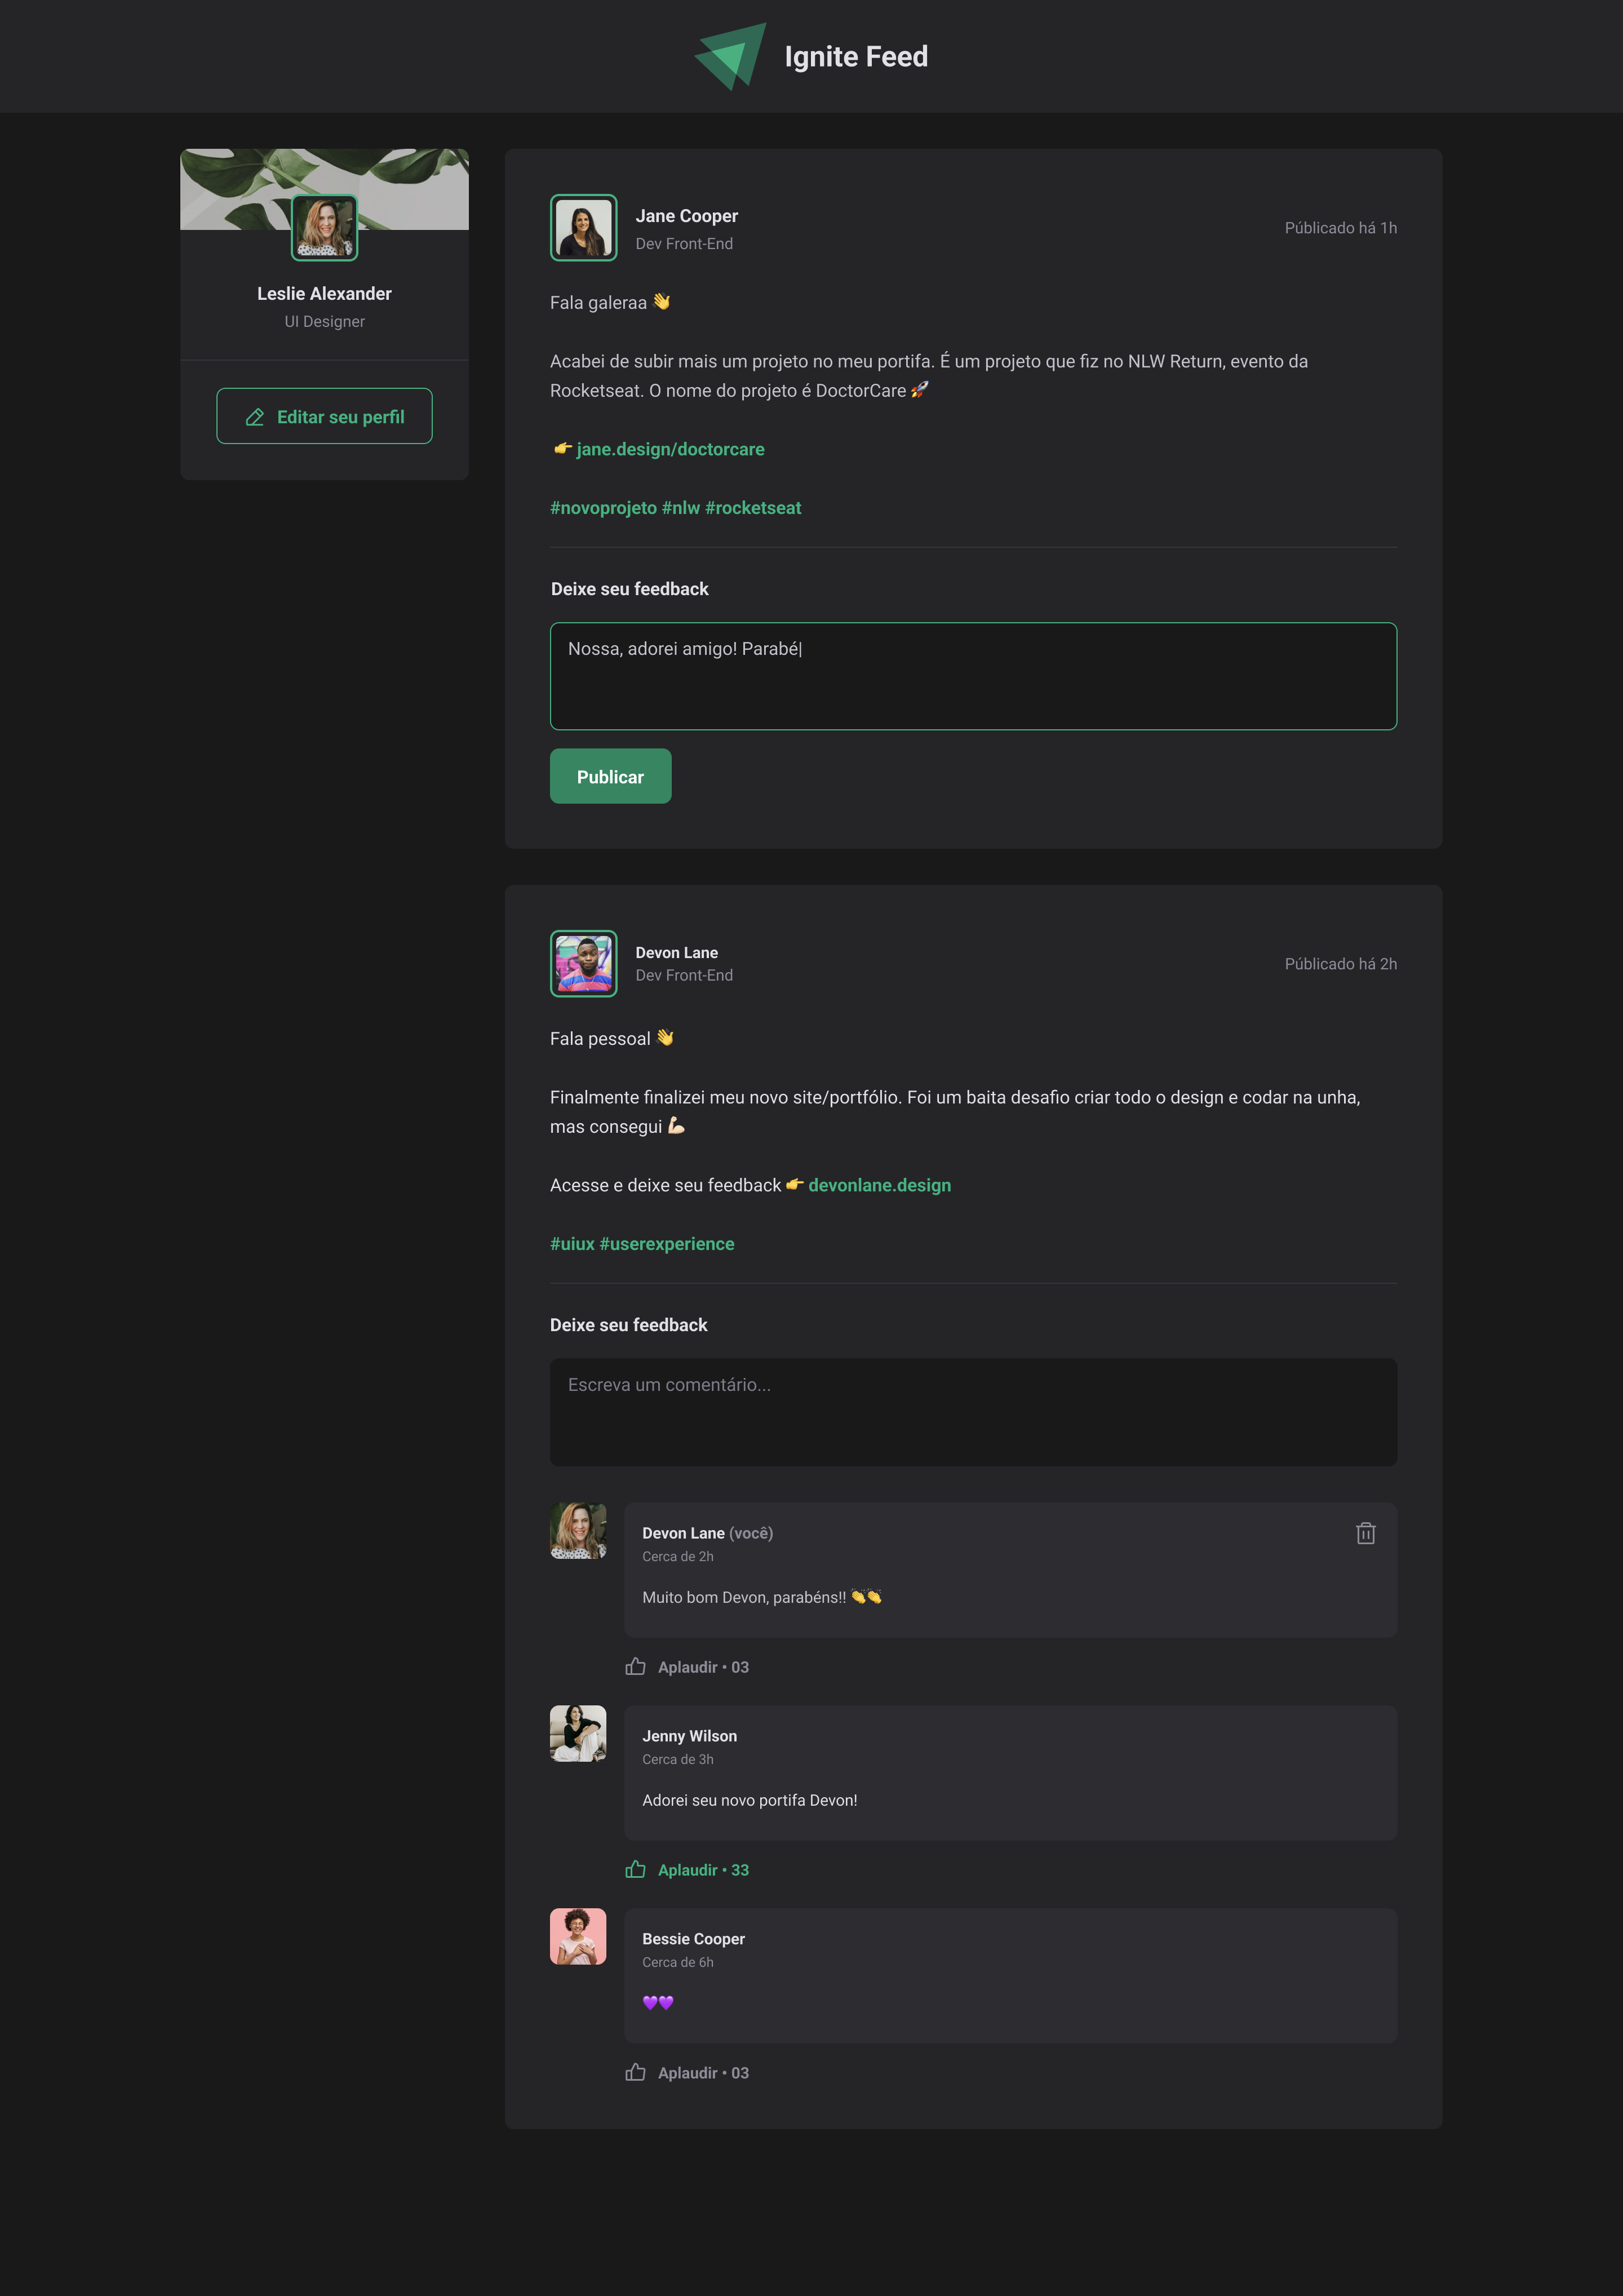 Ignite Feed
Leslie Alexander
UI Designer
Editar seu perfil
Jane Cooper
Dev Front-End
Públicado há 1h
Fala galeraa 👋
Acabei de subir mais um projeto no meu portifa. É um projeto que fiz no NLW Return, evento da
Rocketseat. O nome do projeto é DoctorCare 🚀
👉 jane.design/doctorcare
#novoprojeto #nlw #rocketseat
Deixe seu feedback
Nossa, adorei amigo! Parabé|
Publicar
Devon Lane
Dev Front-End
Públicado há 2h
Fala pessoal 👋
Finalmente finalizei meu novo site/portfólio. Foi um baita desafio criar todo o design e codar na unha,
mas consegui 💪🏻
Acesse e deixe seu feedback 👉 devonlane.design
#uiux #userexperience
Deixe seu feedback
Escreva um comentário...
Devon Lane (você)
Cerca de 2h
Muito bom Devon, parabéns!! 👏👏
Aplaudir • 03
Jenny Wilson
Cerca de 3h
Adorei seu novo portifa Devon!
Aplaudir • 33
Bessie Cooper
Cerca de 6h
💜💜
Aplaudir • 03